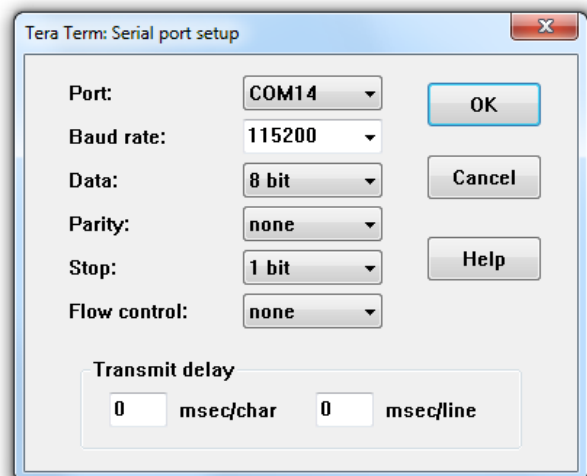 Tera Term: Serial port setup
Port: COM14 OK
Baud rate: 115200
Data: 8 bit Cancel
Parity: none
Stop: 1 bit Help
Flow control: none
Transmit delay
0 msec/char 0 msec/line